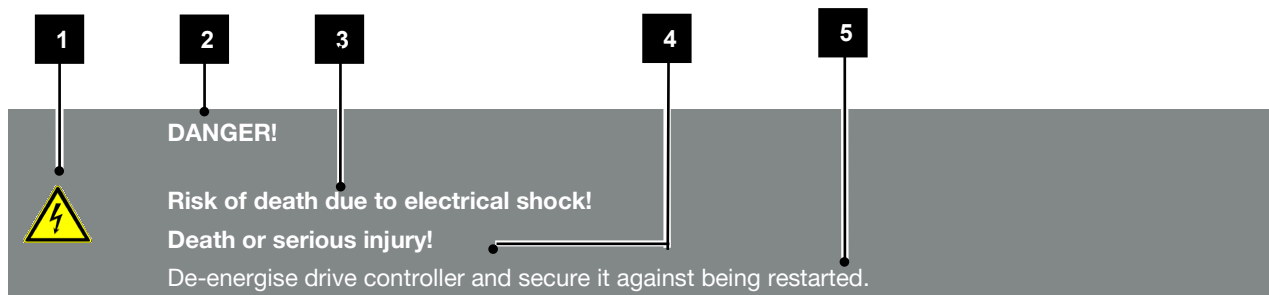 1 2 3 4 5
DANGER!
Risk of death due to electrical shock!
Death or serious injury!
De-energise drive controller and secure it against being restarted.